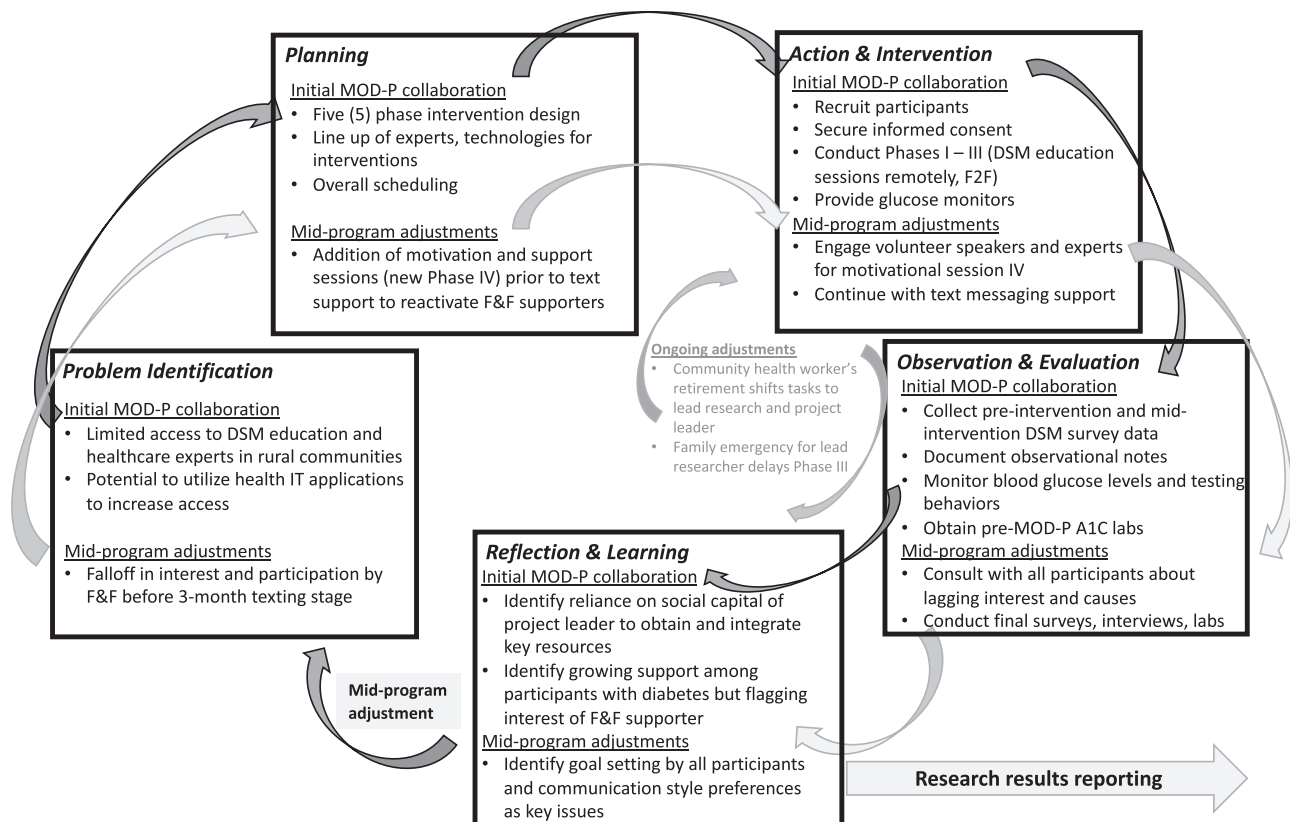 Planning
Initial MOD-P collaboration
• Five (5) phase intervention design
• Line up of experts, technologies for
interventions
• Overall scheduling
Mid-program adjustments
• Addition of motivation and support
sessions (new Phase IV) prior to text
support to reactivate F&F supporters
Action & Intervention
Initial MOD-P collaboration
• Recruit participants
• Secure informed consent
• Conduct Phases I – III (DSM education
sessions remotely, F2F)
• Provide glucose monitors
Mid-program adjustments
• Engage volunteer speakers and experts
for motivational session IV
• Continue with text messaging support
Problem Identification
Initial MOD-P collaboration
• Limited access to DSM education and
healthcare experts in rural communities
• Potential to utilize health IT applications
to increase access
Mid-program adjustments
• Falloff in interest and participation by
F&F before 3-month texting stage
Ongoing adjustments
• Community health worker’s
retirement shifts tasks to
lead research and project
leader
• Family emergency for lead
researcher delays Phase III
Observation & Evaluation
Initial MOD-P collaboration
• Collect pre-intervention and mid-
intervention DSM survey data
• Document observational notes
• Monitor blood glucose levels and testing
behaviors
• Obtain pre-MOD-P A1C labs
Mid-program adjustments
• Consult with all participants about
lagging interest and causes
• Conduct final surveys, interviews, labs
Reflection & Learning
Initial MOD-P collaboration
• Identify reliance on social capital of
project leader to obtain and integrate
key resources
• Identify growing support among
participants with diabetes but flagging
interest of F&F supporter
Mid-program adjustments
• Identify goal setting by all participants
and communication style preferences
as key issues
Mid-program
adjustment
Research results reporting